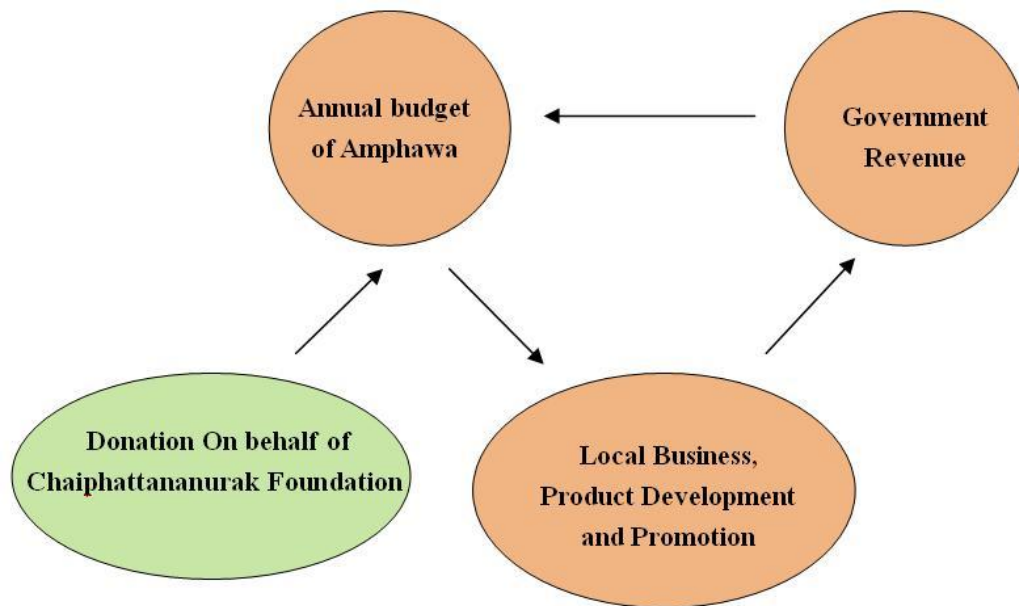 Annual budget
of Amphawa
Government
Revenue
Donation On behalf of
Chaiphattananurak Foundation
Local Business,
Product Development
and Promotion